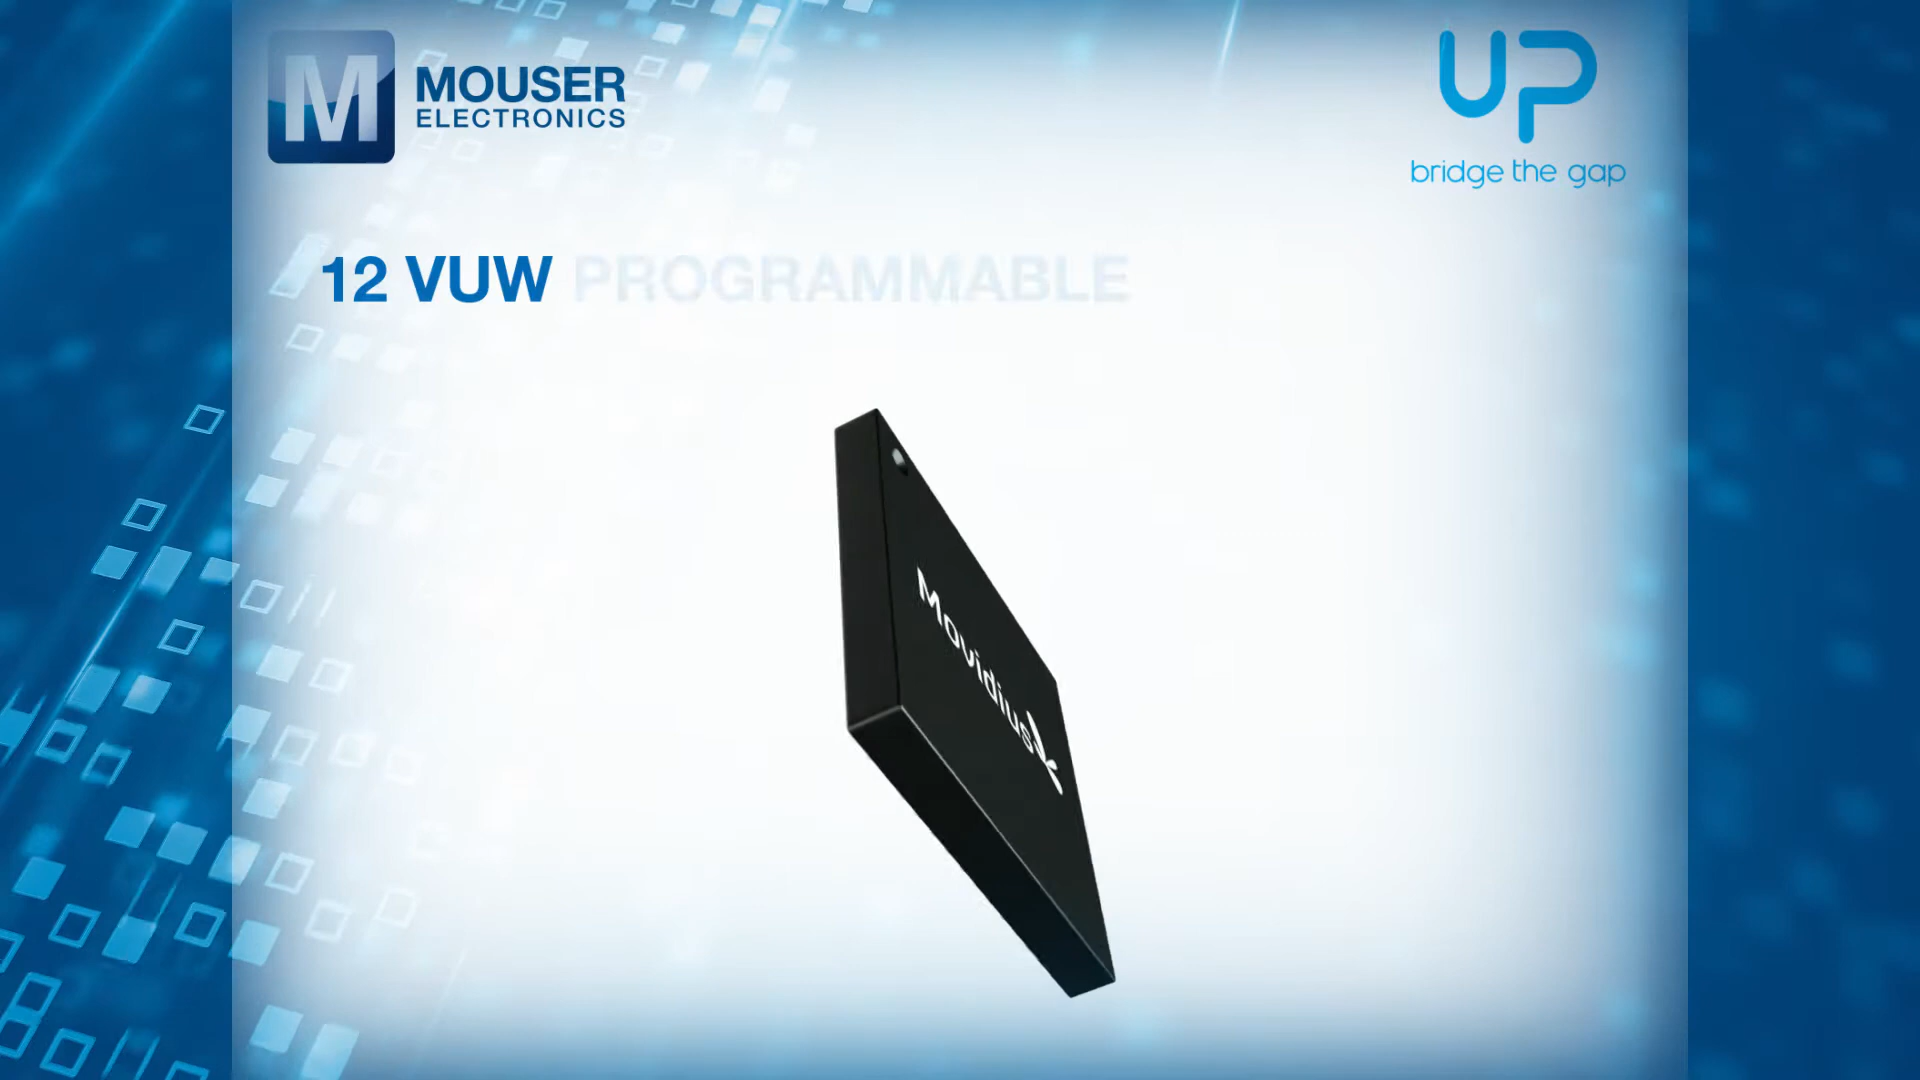 M
MOUSER
ELECTRONICS
UP
bridge the gap
12 VUW PROGRAMMABLE
Movidius